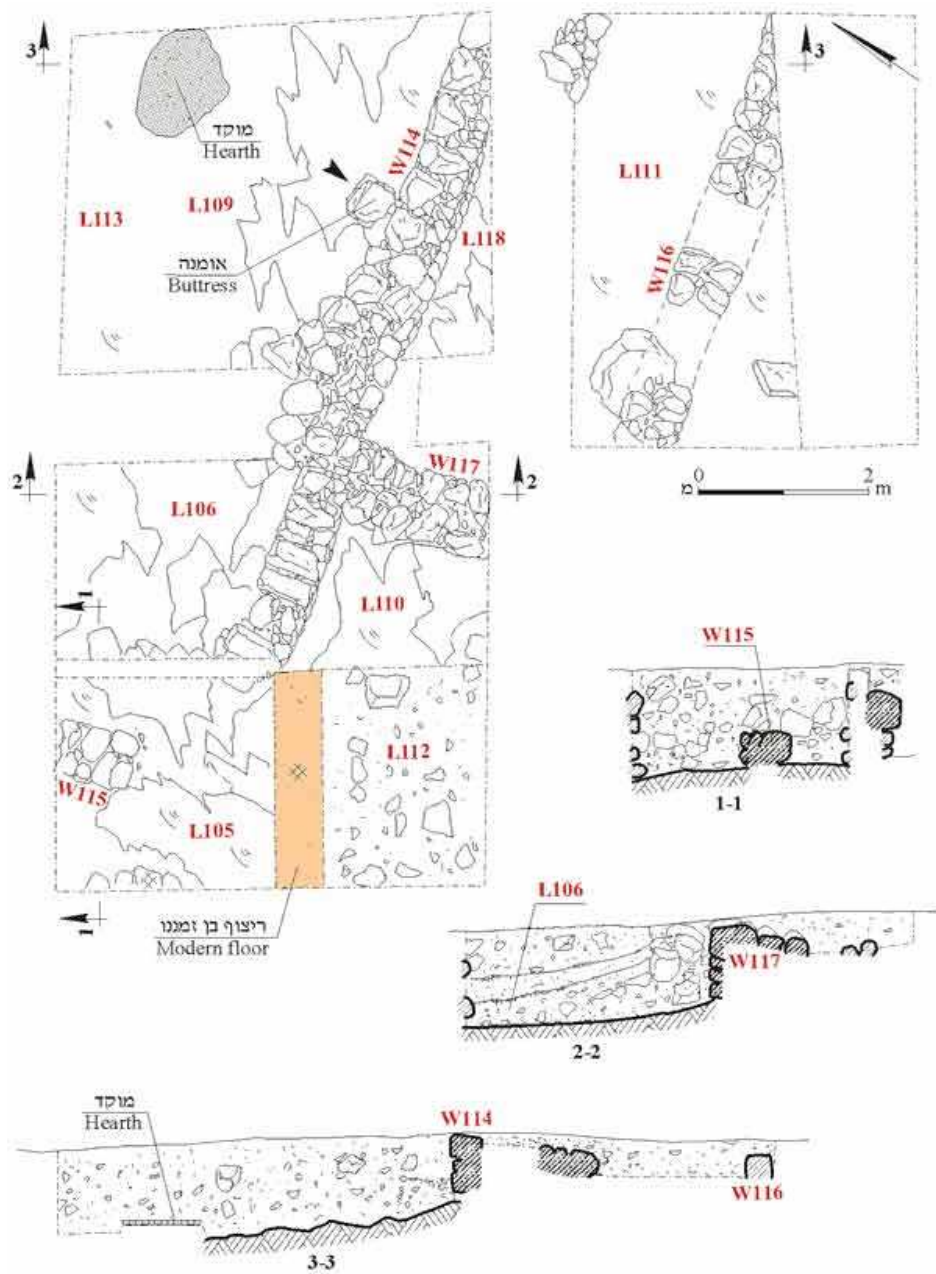 3
3
מוקד
Hearth
W114
L111
L113
L109
L118
אומנה
Buttress
W116
W117
2
2
0
2
מ
m
L106
1
L110
W115
L112
W115
1-1
L105
1
ריצוף בן זמננו
Modern floor
L106
W117
2-2
מוקד
Hearth
W114
W116
3-3